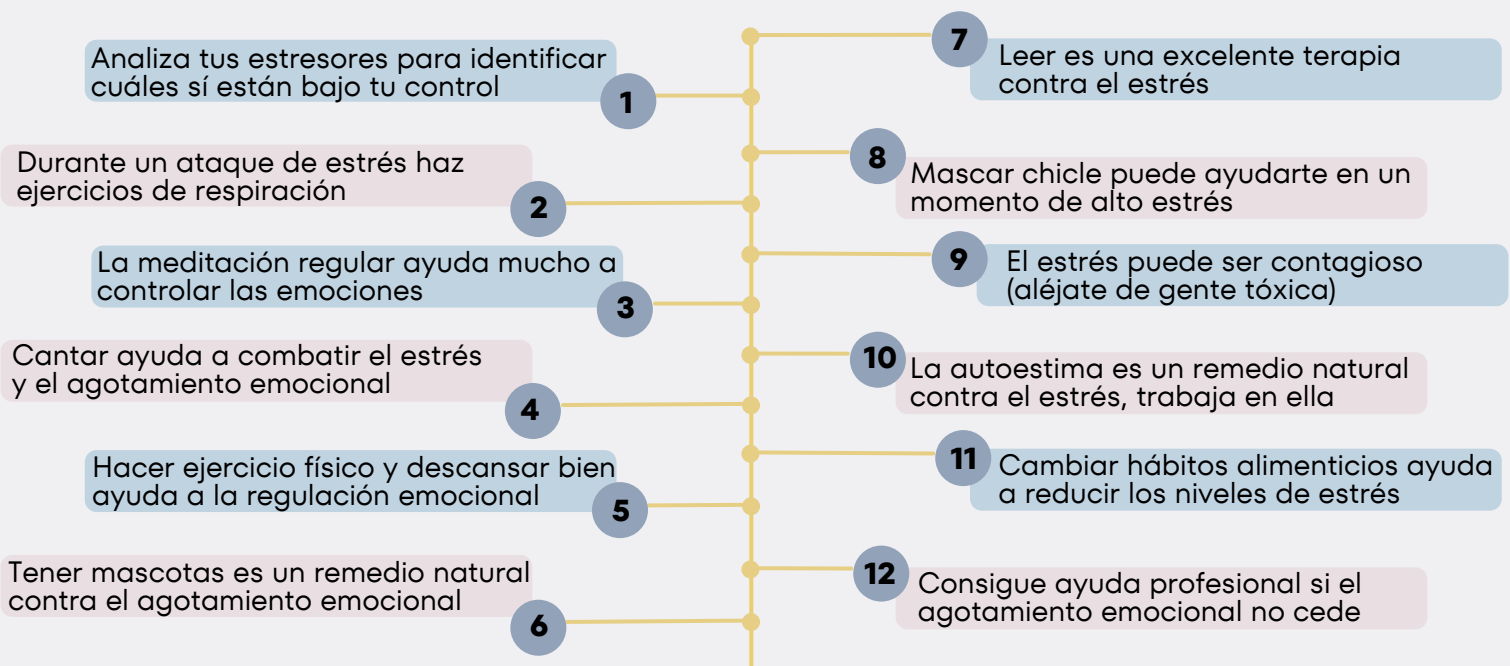 Analiza tus estresores para identificar
cuáles sí están bajo tu control
1
Durante un ataque de estrés haz
ejercicios de respiración
2
La meditación regular ayuda mucho a
controlar las emociones
3
Cantar ayuda a combatir el estrés
y el agotamiento emocional
4
Hacer ejercicio físico y descansar bien
ayuda a la regulación emocional
5
Tener mascotas es un remedio natural
contra el agotamiento emocional
6
7
Leer es una excelente terapia
contra el estrés
8
Mascar chicle puede ayudarte en un
momento de alto estrés
9
El estrés puede ser contagioso
(aléjate de gente tóxica)
10
La autoestima es un remedio natural
contra el estrés, trabaja en ella
11
Cambiar hábitos alimenticios ayuda
a reducir los niveles de estrés
12
Consigue ayuda profesional si el
agotamiento emocional no cede